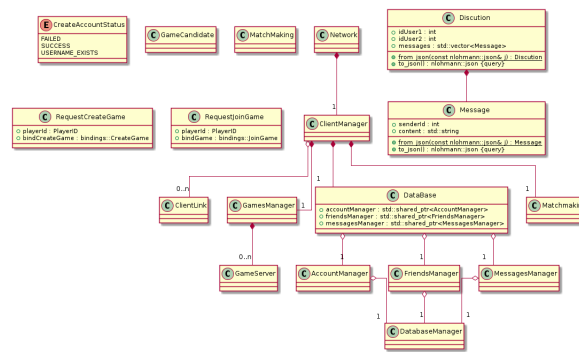 E CreateAccountStatus
FAILED
SUCCESS
USERNAME_EXISTS
C GameCandidate
C MatchMaking
C Network
C Discution
idUser1 : int
idUser2 : int
messages : std::vector<Message>
from_json(const nlohmann::json& j) : Discution
to_json() : nlohmann::json {query}
1
C RequestCreateGame
playerId : PlayerID
bindCreateGame : bindings::CreateGame
C RequestJoinGame
playerId : PlayerID
bindGame : bindings::JoinGame
C ClientManager
C Message
senderId : int
content : std::string
from_json(const nlohmann::json& j) : Message
to_json() : nlohmann::json {query}
0..n
1
1
1
C ClientLink
C GamesManager
C DataBase
accountManager : std::shared_ptr<AccountManager>
friendsManager : std::shared_ptr<FriendsManager>
messagesManager : std::shared_ptr<MessagesManager>
C Matchmaki
0..n
1
1
1
C GameServer
C AccountManager
C FriendsManager
C MessagesManager
1
1
1
C DatabaseManager